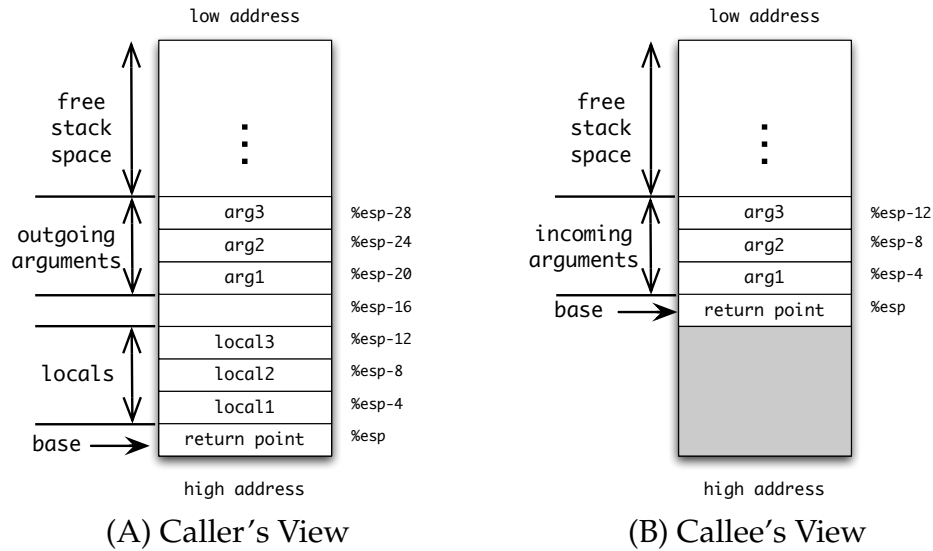 low address
free
stack
space
outgoing
arguments
locals
base
arg3
arg2
arg1
local3
local2
local1
return point
%esp-28
%esp-24
%esp-20
%esp-16
%esp-12
%esp-8
%esp-4
%esp
high address
(A) Caller's View
low address
free
stack
space
incoming
arguments
base
arg3
arg2
arg1
return point
%esp-12
%esp-8
%esp-4
%esp
high address
(B) Callee's View